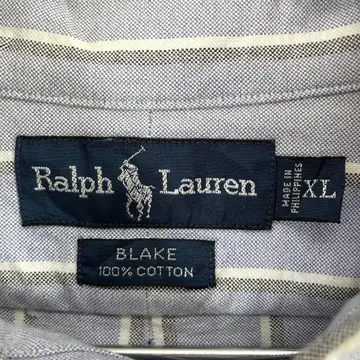 Ralph Lauren
MADE IN
PHILIPPINES
XL
BLAKE
100% COTTON